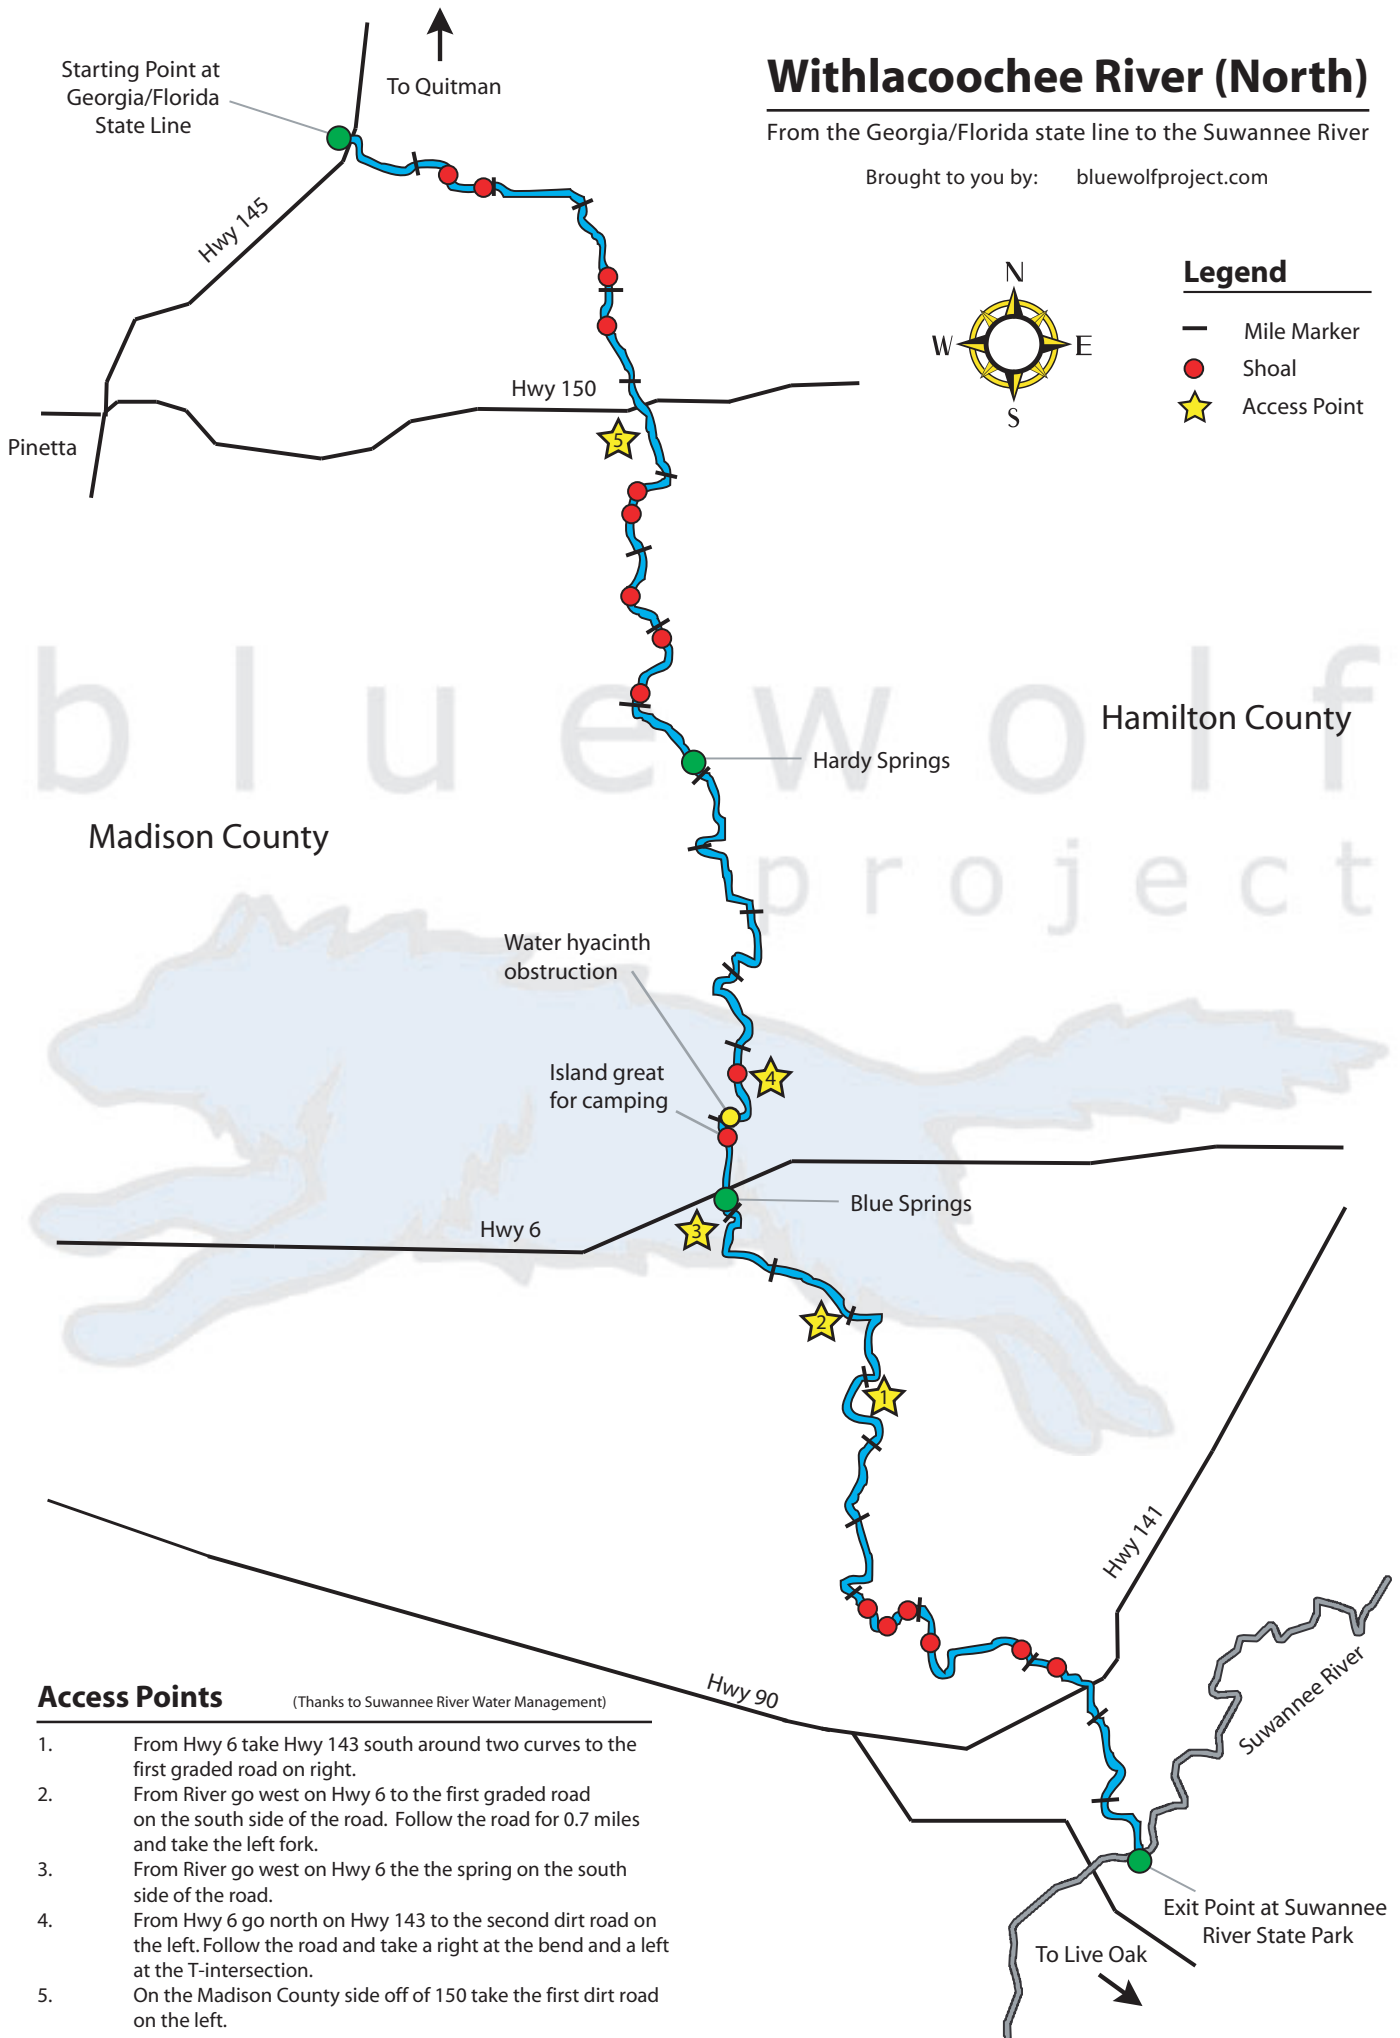 Withlacoochee River (North)
From the Georgia/Florida state line to the Suwannee River
Brought to you by: bluewolfproject.com
To Quitman
Starting Point at
Georgia/Florida
State Line
Hwy 145
N
W E
S
Legend
Mile Marker
Shoal
Access Point
Hwy 150
5
Pinetta
bluewolf
project
Hamilton County
Hardy Springs
Madison County
Water hyacinth
obstruction
Island great
for camping
4
Blue Springs
Hwy 6
3
2
1
Hwy 141
Suwannee River
Hwy 90
Exit Point at Suwannee
River State Park
To Live Oak
Access Points (Thanks to Suwannee River Water Management)
1. From Hwy 6 take Hwy 143 south around two curves to the
first graded road on right.
2. From River go west on Hwy 6 to the first graded road
on the south side of the road. Follow the road for 0.7 miles
and take the left fork.
3. From River go west on Hwy 6 the the spring on the south
side of the road.
4. From Hwy 6 go north on Hwy 143 to the second dirt road on
the left. Follow the road and take a right at the bend and a left
at the T-intersection.
5. On the Madison County side off of 150 take the first dirt road
on the left.